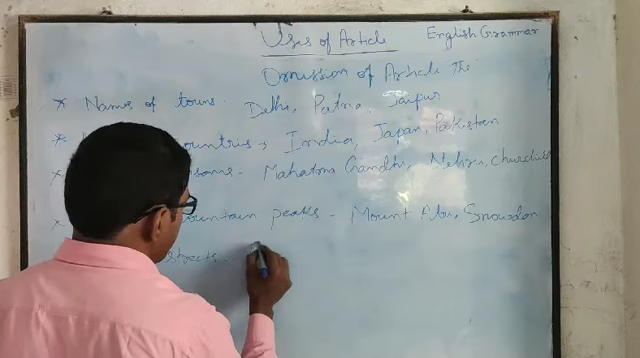 Uses of Article English Grammar
Omission of Article The
* Names of towns. Delhi, Patna, Jaipur
* Countries, India, Japan, Pakistan
* Mahatma Gandhi, Nehru, Churchill
* mountain peaks - Mount Abu, Snowdon
streets.